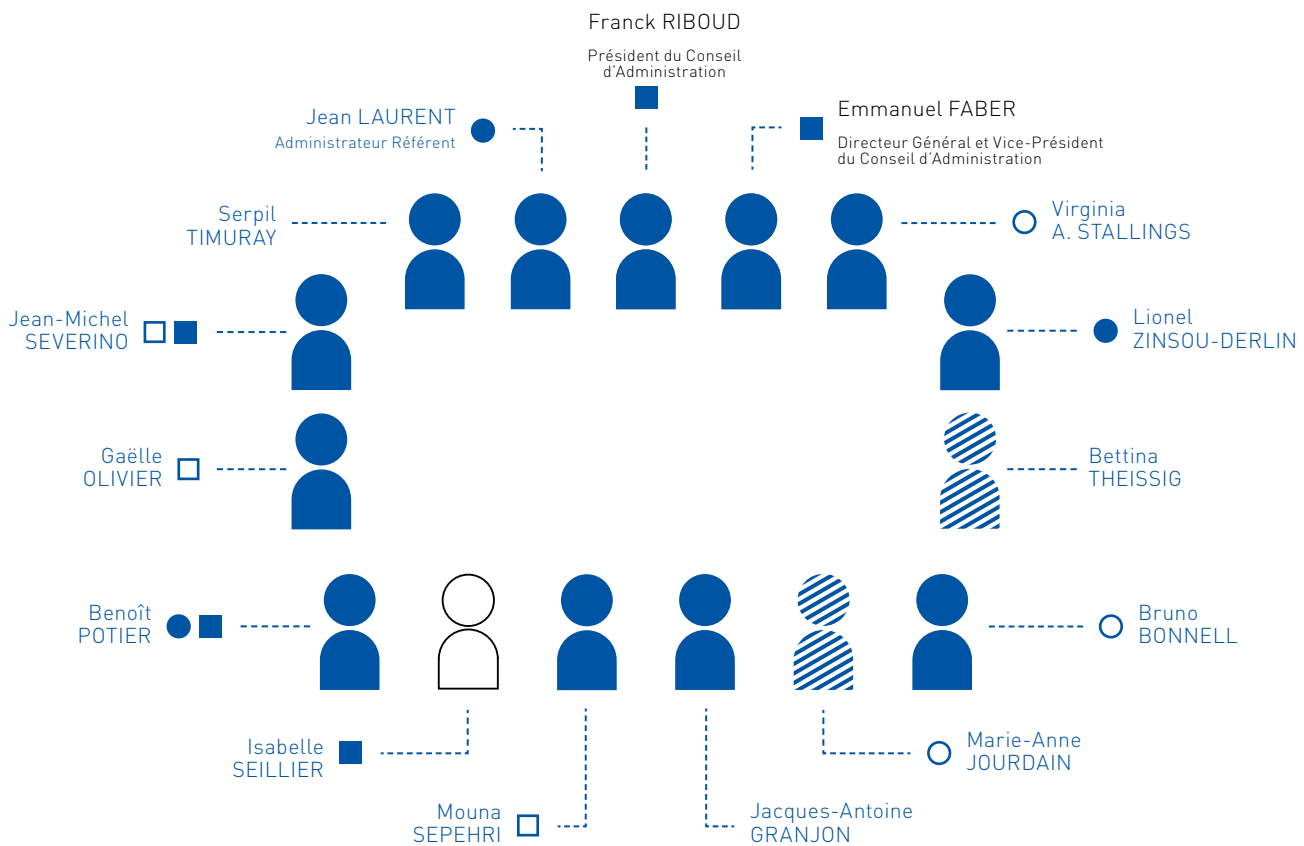 Franck RIBOUD
Président du Conseil
d'Administration
Jean LAURENT
Administrateur Référent
Emmanuel FABER
Directeur Général et Vice-Président
du Conseil d'Administration
Serpil
TIMURAY
Virginia
A. STALLINGS
Jean-Michel
SEVERINO
Lionel
ZINSOU-DERLIN
Gaëlle
OLIVIER
Bettina
THEISSIG
Benoît
POTIER
Bruno
BONNELL
Isabelle
SEILLIER
Marie-Anne
JOURDAIN
Mouna
SEPEHRI
Jacques-Antoine
GRANJON